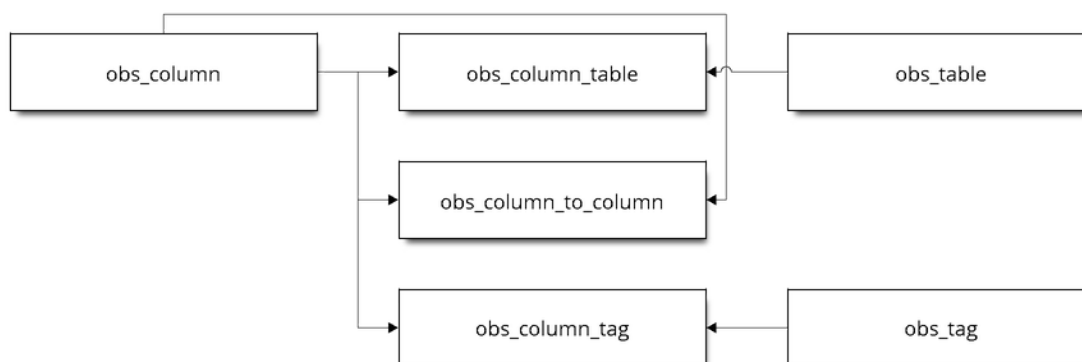 obs_column
obs_column_table
obs_table
obs_column_to_column
obs_column_tag
obs_tag